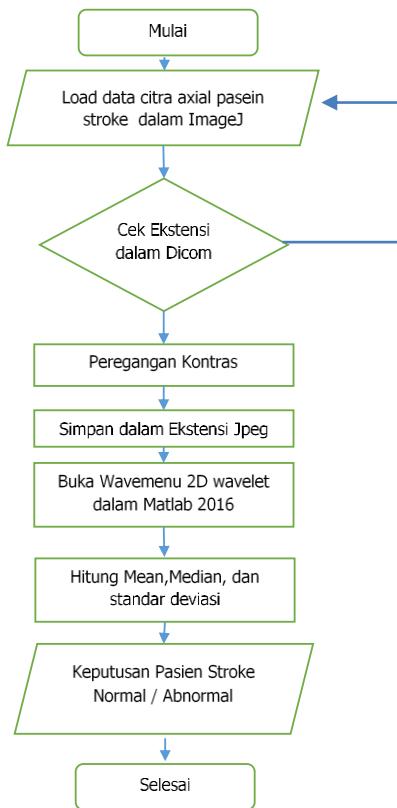 Mulai
Load data citra axial pasein
stroke dalam ImageJ
Cek Ekstensi
dalam Dicom
Peregangan Kontras
Simpan dalam Ekstensi Jpeg
Buka Wavemenu 2D wavelet
dalam Matlab 2016
Hitung Mean,Median, dan
standar deviasi
Keputusan Pasien Stroke
Normal / Abnormal
Selesai